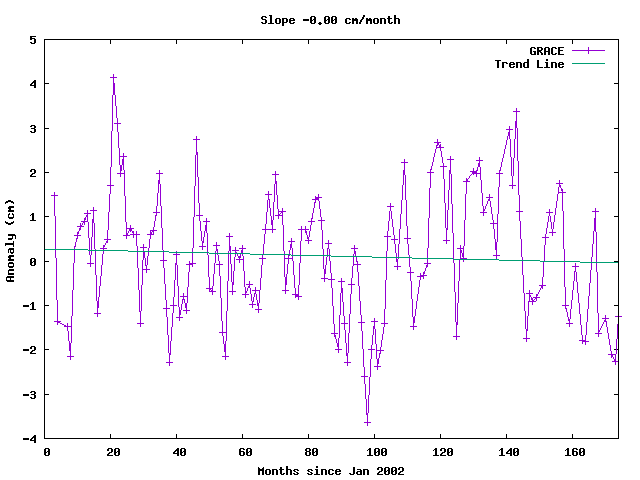 Slope -0.00 cm/month
GRACE
Trend Line
5
4
3
2
1
0
-1
-2
-3
-4
Anomaly (cm)
0 20 40 60 80 100 120 140 160
Months since Jan 2002